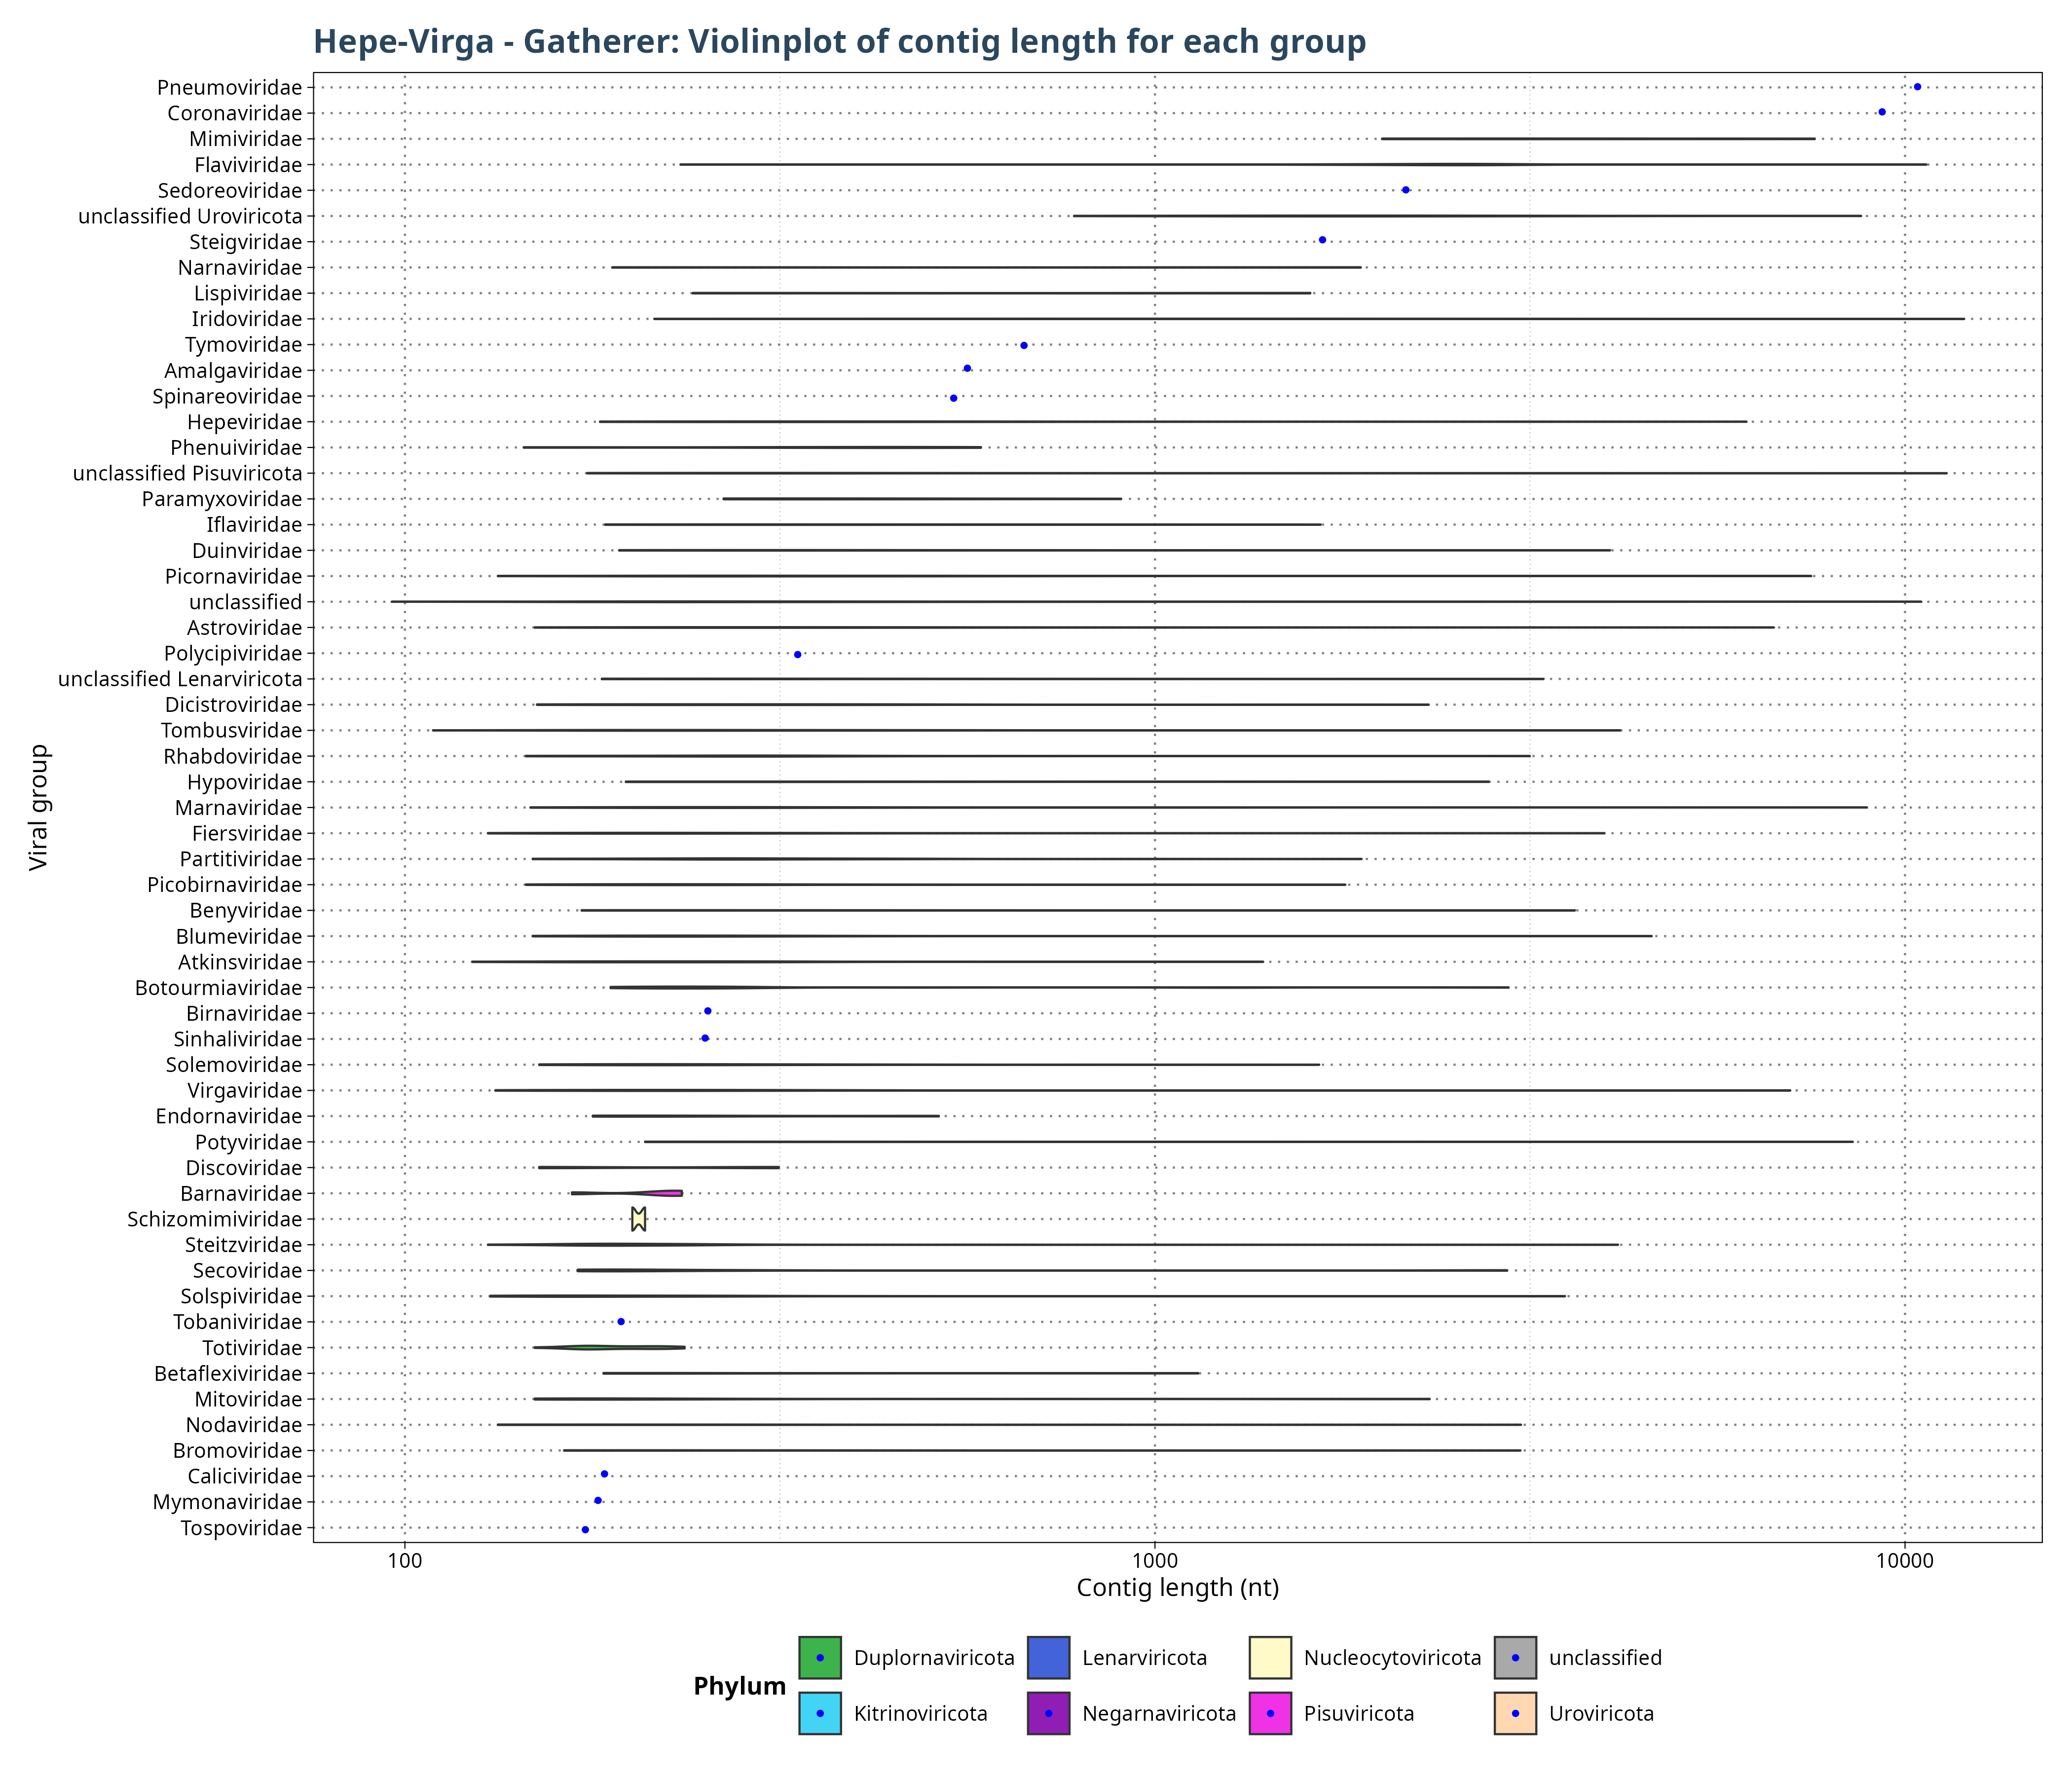 Hepe-Virga - Gatherer: Violinplot of contig length for each group
Viral group
Pneumoviridae
Coronaviridae
Mimiviridae
Flaviviridae
Sedoreoviridae
unclassified Uroviricota
Steigviridae
Narnaviridae
Lispiviridae
Iridoviridae
Tymoviridae
Amalgaviridae
Spinareoviridae
Hepeviridae
Phenuiviridae
unclassified Pisuviricota
Paramyxoviridae
Iflaviridae
Duinviridae
Picornaviridae
unclassified
Astroviridae
Polycipiviridae
unclassified Lenarviricota
Dicistroviridae
Tombusviridae
Rhabdoviridae
Hypoviridae
Marnaviridae
Fiersviridae
Partitiviridae
Picobirnaviridae
Benyviridae
Blumeviridae
Atkinsviridae
Botourmiaviridae
Birnaviridae
Sinhaliviridae
Solemoviridae
Virgaviridae
Endornaviridae
Potyviridae
Discoviridae
Barnaviridae
Schizomimiviridae
Steitzviridae
Secoviridae
Solspiviridae
Tobaniviridae
Totiviridae
Betaflexiviridae
Mitoviridae
Nodaviridae
Bromoviridae
Caliciviridae
Mymonaviridae
Tospoviridae
100 1000 10000
Contig length (nt)
Phylum
Duplornaviricota Lenarviricota Nucleocytoviricota unclassified
Kitrinoviricota Negarnaviricota Pisuviricota Uroviricota